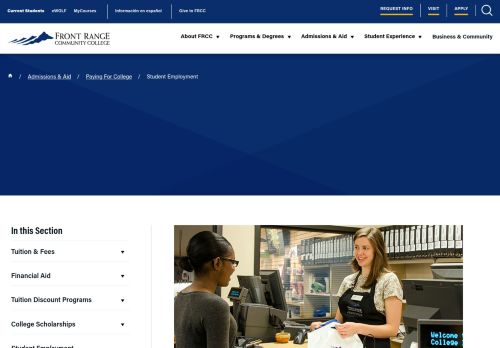 Current Students eWOLF MyCourses Información en español Give to FRCC REQUEST INFO VISIT APPLY
FRONT RANGE
COMMUNITY COLLEGE
About FRCC Programs & Degrees Admissions & Aid Student Experience Business & Community
/ Admissions & Aid / Paying For College / Student Employment
In this Section
Tuition & Fees
Financial Aid
Tuition Discount Programs
College Scholarships
Student Employment
Welcome
College